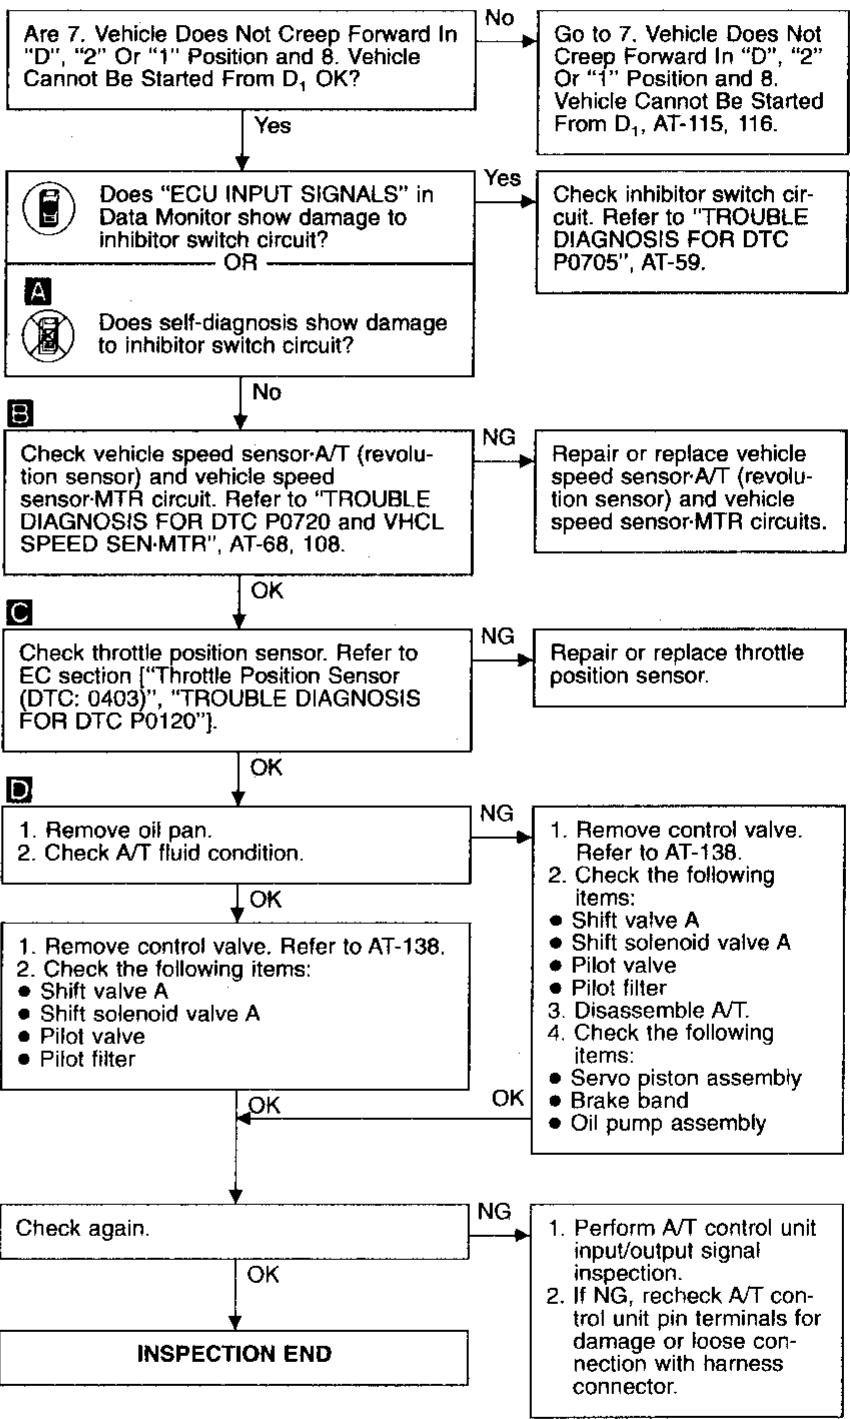 Are 7. Vehicle Does Not Creep Forward In
"D", "2" Or "1" Position and 8. Vehicle
Cannot Be Started From D1 OK?
No
Go to 7. Vehicle Does Not
Creep Forward In "D", "2"
Or "1" Position and 8.
Vehicle Cannot Be Started
From D1, AT-115, 116.
Yes
Does "ECU INPUT SIGNALS" in
Data Monitor show damage to
inhibitor switch circuit?
Yes
Check inhibitor switch cir-
cuit. Refer to "TROUBLE
DIAGNOSIS FOR DTC
P0705", AT-59.
OR
A
Does self-diagnosis show damage
to inhibitor switch circuit?
No
B
Check vehicle speed sensor·A/T (revolu-
tion sensor) and vehicle speed
sensor·MTR circuit. Refer to "TROUBLE
DIAGNOSIS FOR DTC P0720 and VHCL
SPEED SEN·MTR", AT-68, 108.
NG
Repair or replace vehicle
speed sensor·A/T (revolu-
tion sensor) and vehicle
speed sensor·MTR circuits.
OK
C
Check throttle position sensor. Refer to
EC section ["Throttle Position Sensor
(DTC: 0403)", "TROUBLE DIAGNOSIS
FOR DTC P0120"].
NG
Repair or replace throttle
position sensor.
OK
D
1. Remove oil pan.
2. Check A/T fluid condition.
NG
1. Remove control valve.
Refer to AT-138.
2. Check the following
items:
● Shift valve A
● Shift solenoid valve A
● Pilot valve
● Pilot filter
3. Disassemble A/T.
4. Check the following
items:
● Servo piston assembly
● Brake band
● Oil pump assembly
OK
1. Remove control valve. Refer to AT-138.
2. Check the following items:
● Shift valve A
● Shift solenoid valve A
● Pilot valve
● Pilot filter
OK
OK
Check again.
NG
1. Perform A/T control unit
input/output signal
inspection.
2. If NG, recheck A/T con-
trol unit pin terminals for
damage or loose con-
nection with harness
connector.
OK
INSPECTION END